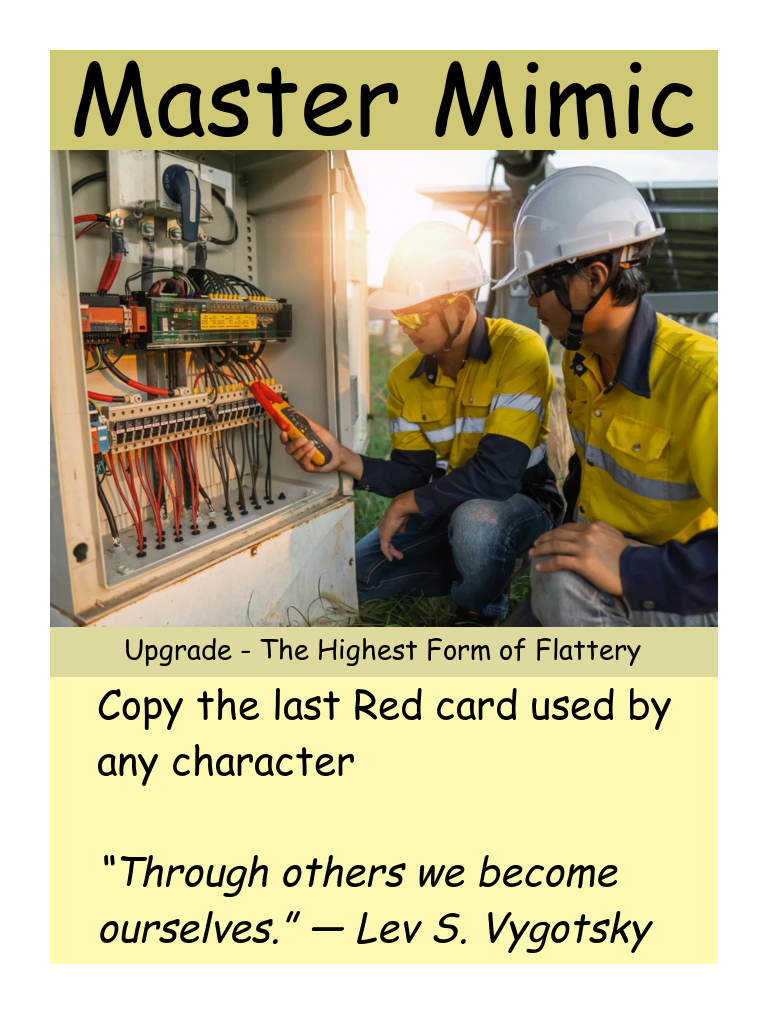 Master Mimic
Upgrade - The Highest Form of Flattery
Copy the last Red card used by
any character
“Through others we become
ourselves.” — Lev S. Vygotsky